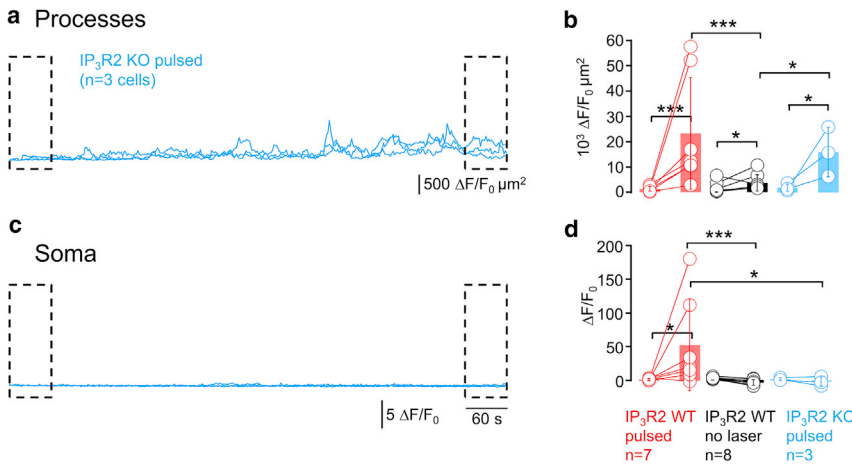 a Processes
IP₃R2 KO pulsed
(n=3 cells)
500 ΔF/F₀ µm²
b
***
60
50
40
30
20
10
0
10³ ΔF/F₀ µm²
***
*
*
*
c
Soma
5 ΔF/F₀
60 s
d
***
200
150
100
50
0
ΔF/F₀
*
*
IP₃R2 WT
pulsed
n=7
IP₃R2 WT
no laser
n=8
IP₃R2 KO
pulsed
n=3